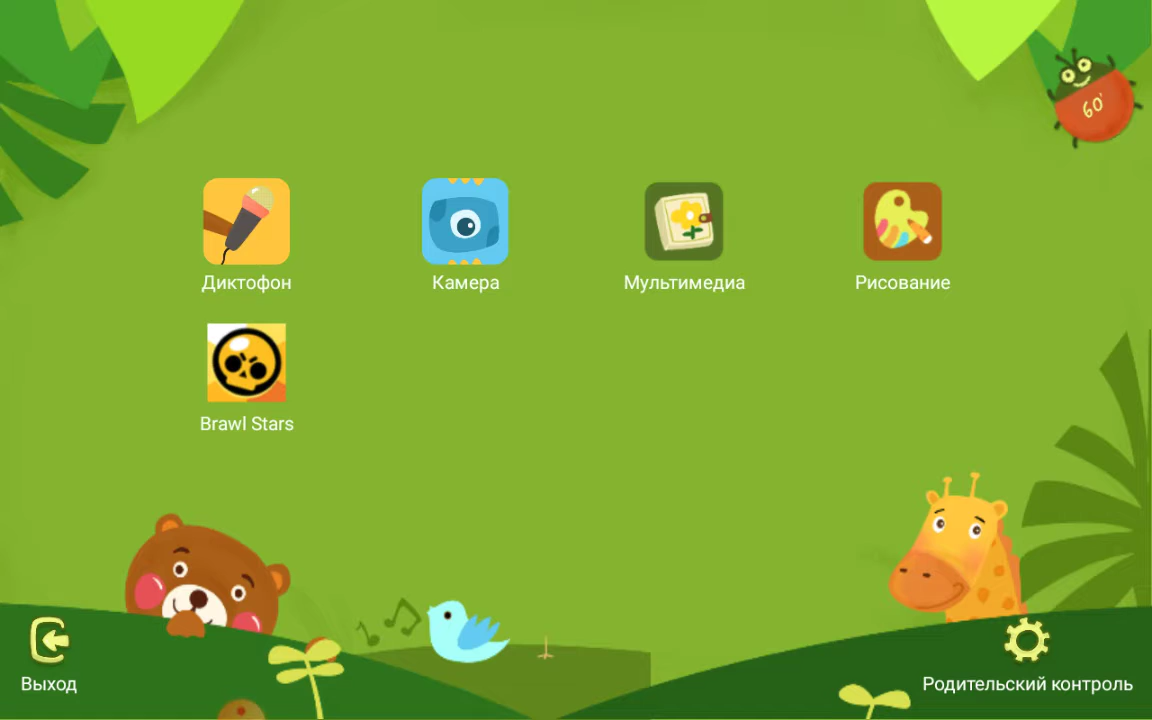 60'
Диктофон
Камера
Мультимедиа
Рисование
Brawl Stars
Выход
Родительский контроль